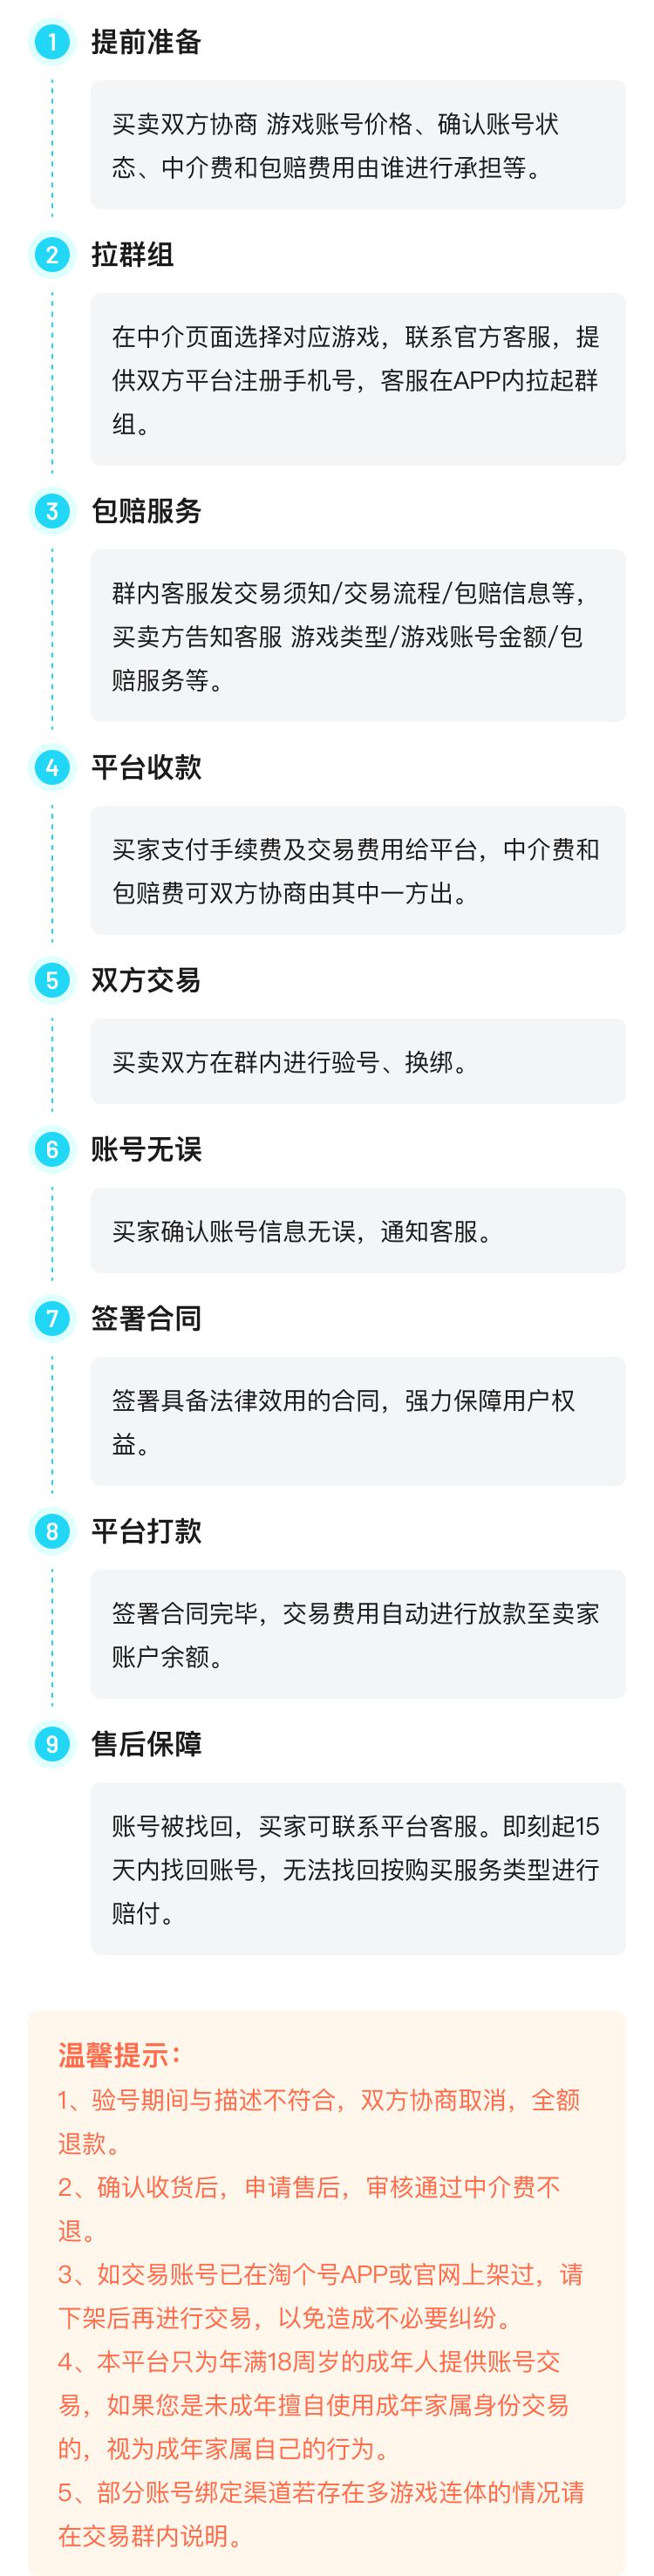 1 提前准备
买卖双方协商 游戏账号价格、确认账号状
态、中介费和包赔费用由谁进行承担等。
2 拉群组
在中介页面选择对应游戏，联系官方客服，提
供双方平台注册手机号，客服在APP内拉起群
组。
3 包赔服务
群内客服发交易须知/交易流程/包赔信息等，
买卖方告知客服 游戏类型/游戏账号金额/包
赔服务等。
4 平台收款
买家支付手续费及交易费用给平台，中介费和
包赔费可双方协商由其中一方出。
5 双方交易
买卖双方在群内进行验号、换绑。
6 账号无误
买家确认账号信息无误，通知客服。
7 签署合同
签署具备法律效用的合同，强力保障用户权
益。
8 平台打款
签署合同完毕，交易费用自动进行放款至卖家
账户余额。
9 售后保障
账号被找回，买家可联系平台客服。即刻起15
天内找回账号，无法找回按购买服务类型进行
赔付。
温馨提示：
1、验号期间与描述不符合，双方协商取消，全额
退款。
2、确认收货后，申请售后，审核通过中介费不
退。
3、如交易账号已在淘个号APP或官网上架过，请
下架后再进行交易，以免造成不必要纠纷。
4、本平台只为年满18周岁的成年人提供账号交
易，如果您是未成年擅自使用成年家属身份交易
的，视为成年家属自己的行为。
5、部分账号绑定渠道若存在多游戏连体的情况请
在交易群内说明。